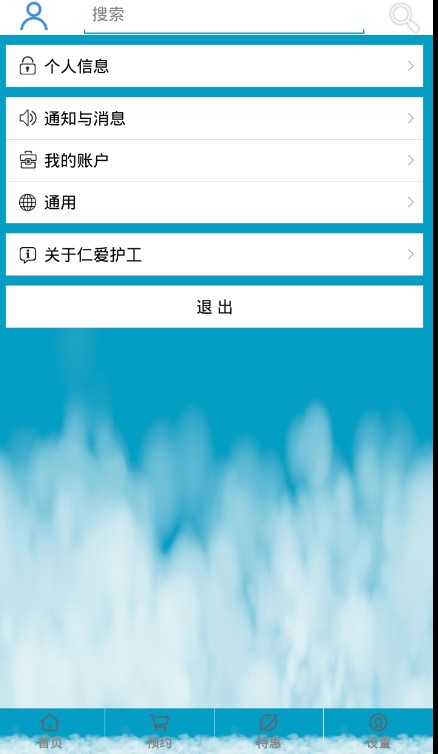 搜索
个人信息
通知与消息
我的账户
通用
关于仁爱护工
退 出
首页 预约 特惠 设置